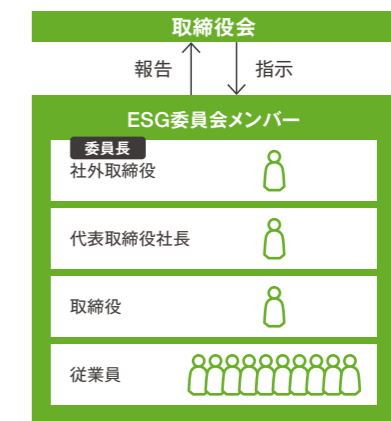 取締役会
報告
指示
ESG委員会メンバー
委員長
社外取締役
代表取締役社長
取締役
従業員